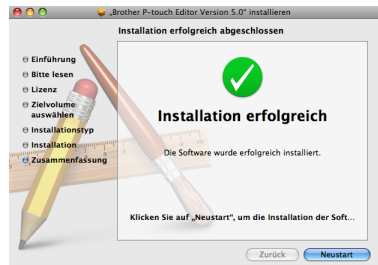 „Brother P-touch Editor Version 5.0“ installieren
Installation erfolgreich abgeschlossen
Einführung
Bitte lesen
Lizenz
Zielvolume
auswählen
Installationstyp
Installation
Zusammenfassung
Installation erfolgreich
Die Software wurde erfolgreich installiert.
Klicken Sie auf „Neustart“, um die Installation der Soft...
Zurück
Neustart